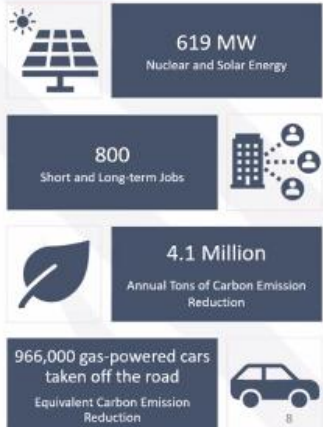 619 MW
Nuclear and Solar Energy
800
Short and Long-term Jobs
4.1 Million
Annual Tons of Carbon Emission
Reduction
966,000 gas-powered cars
taken off the road
Equivalent Carbon Emission
Reduction
8